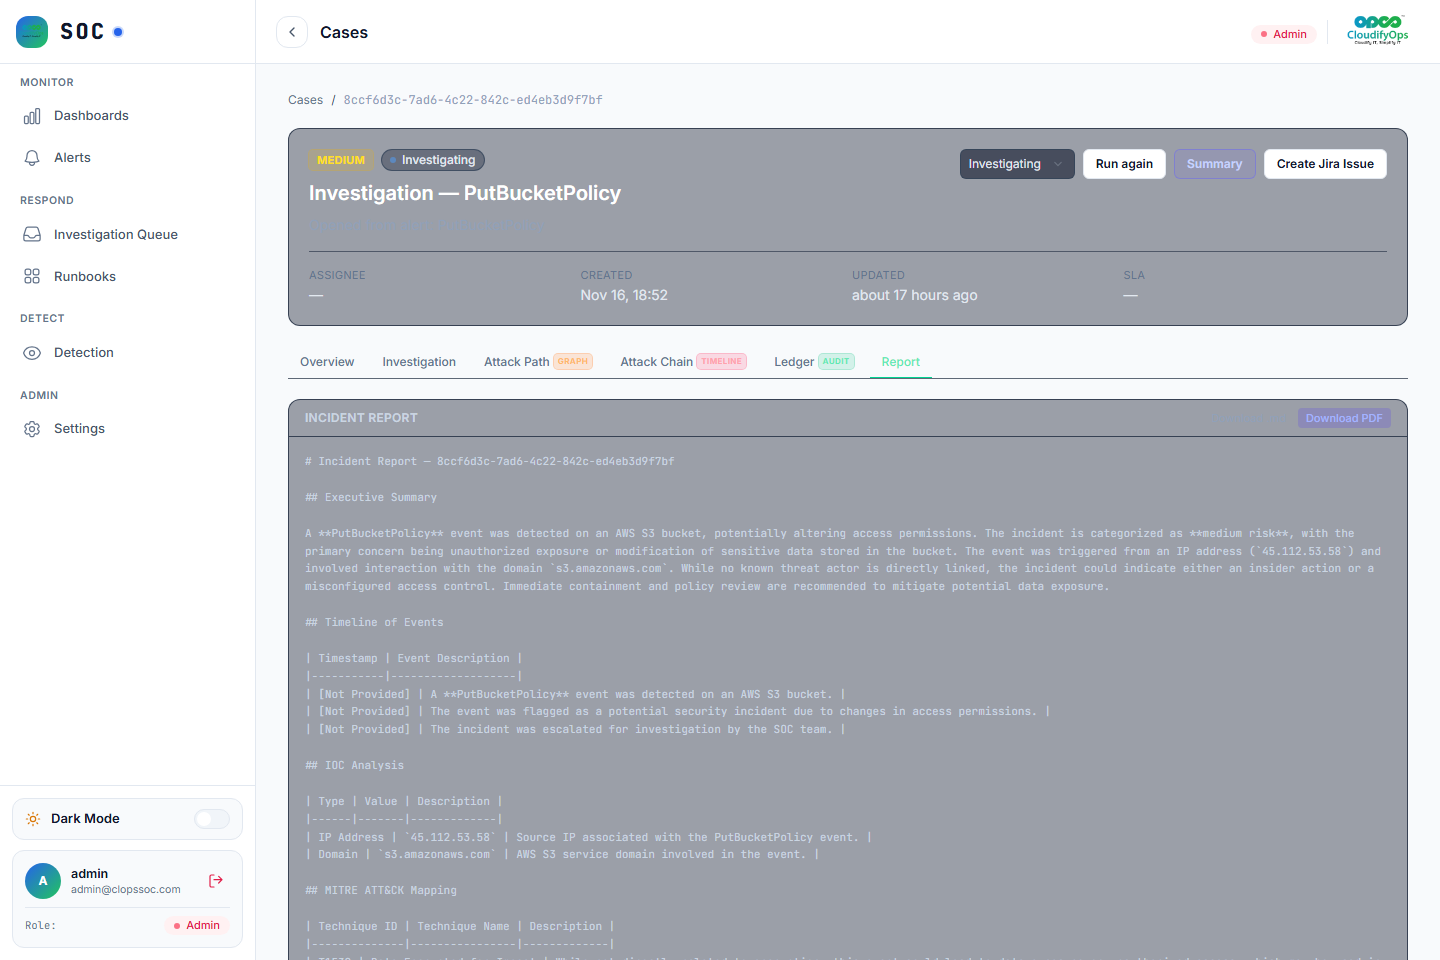 SOC
Cases
Admin
CloudifyOps
MONITOR
Dashboards
Alerts
RESPOND
Investigation Queue
Runbooks
DETECT
Detection
ADMIN
Settings
Dark Mode
A
admin
admin@clopssoc.com
Role:
Admin
Cases / 8ccf6d3c-7ad6-4c22-842c-ed4eb3d9f7bf
MEDIUM
Investigating
Investigating
Run again
Summary
Create Jira Issue
Investigation — PutBucketPolicy
ASSIGNEE
—
CREATED
Nov 16, 18:52
UPDATED
about 17 hours ago
SLA
—
Overview
Investigation
Attack Path GRAPH
Attack Chain TIMELINE
Ledger AUDIT
Report
INCIDENT REPORT
Download PDF
# Incident Report — 8ccf6d3c-7ad6-4c22-842c-ed4eb3d9f7bf
## Executive Summary
A **PutBucketPolicy** event was detected on an AWS S3 bucket, potentially altering access permissions. The incident is categorized as **medium risk**, with the
primary concern being unauthorized exposure or modification of sensitive data stored in the bucket. The event was triggered from an IP address (`45.112.53.58`) and
involved interaction with the domain `s3.amazonaws.com`. While no known threat actor is directly linked, the incident could indicate either an insider action or a
misconfigured access control. Immediate containment and policy review are recommended to mitigate potential data exposure.
## Timeline of Events
| Timestamp | Event Description |
|-----------|-------------------|
| [Not Provided] | A **PutBucketPolicy** event was detected on an AWS S3 bucket. |
| [Not Provided] | The event was flagged as a potential security incident due to changes in access permissions. |
| [Not Provided] | The incident was escalated for investigation by the SOC team. |
## IOC Analysis
| Type | Value | Description |
|------|-------|-------------|
| IP Address | `45.112.53.58` | Source IP associated with the PutBucketPolicy event. |
| Domain | `s3.amazonaws.com` | AWS S3 service domain involved in the event. |
## MITRE ATT&CK Mapping
| Technique ID | Technique Name | Description |
|--------------|----------------|-------------|